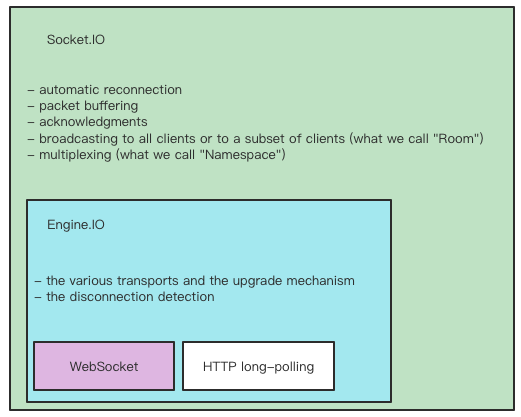 Socket.IO
- automatic reconnection
- packet buffering
- acknowledgments
- broadcasting to all clients or to a subset of clients (what we call "Room")
- multiplexing (what we call "Namespace")
Engine.IO
- the various transports and the upgrade mechanism
- the disconnection detection
WebSocket
HTTP long-polling